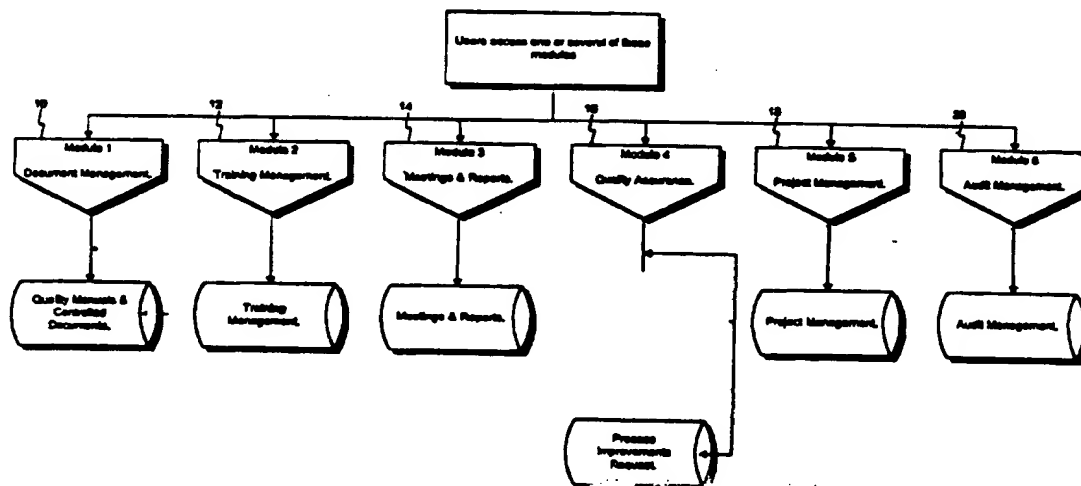 Users access one or several of these
modules
10
12
14
16
18
20
Module 1
Document Management.
Module 2
Training Management.
Module 3
Meetings & Reports.
Module 4
Quality Assurance.
Module 5
Project Management.
Module 6
Audit Management.
Quality Manuals &
Controlled
Documents.
Training
Management.
Meetings & Reports.
Project Management.
Audit Management.
Process
Improvements
Request.